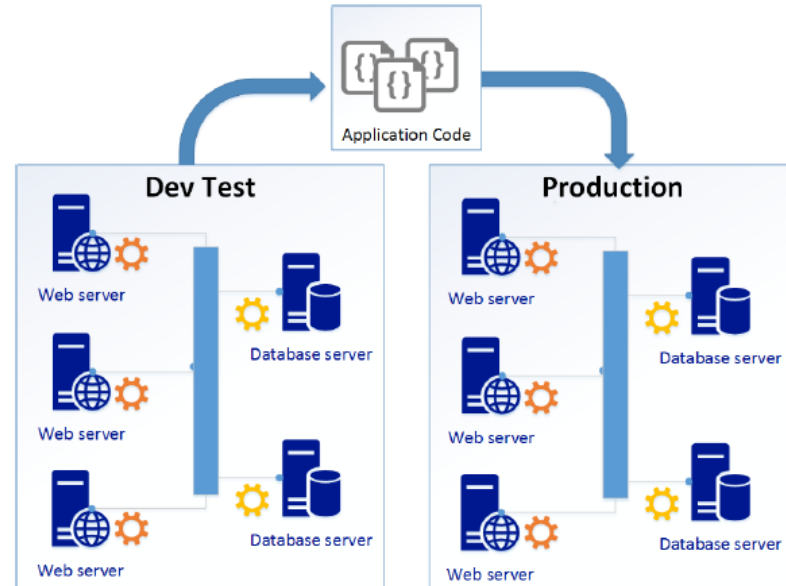 { }
{ }
{ }
Application Code
Dev Test
Web server
Database server
Web server
Web server
Database server
Production
Web server
Database server
Web server
Web server
Database server